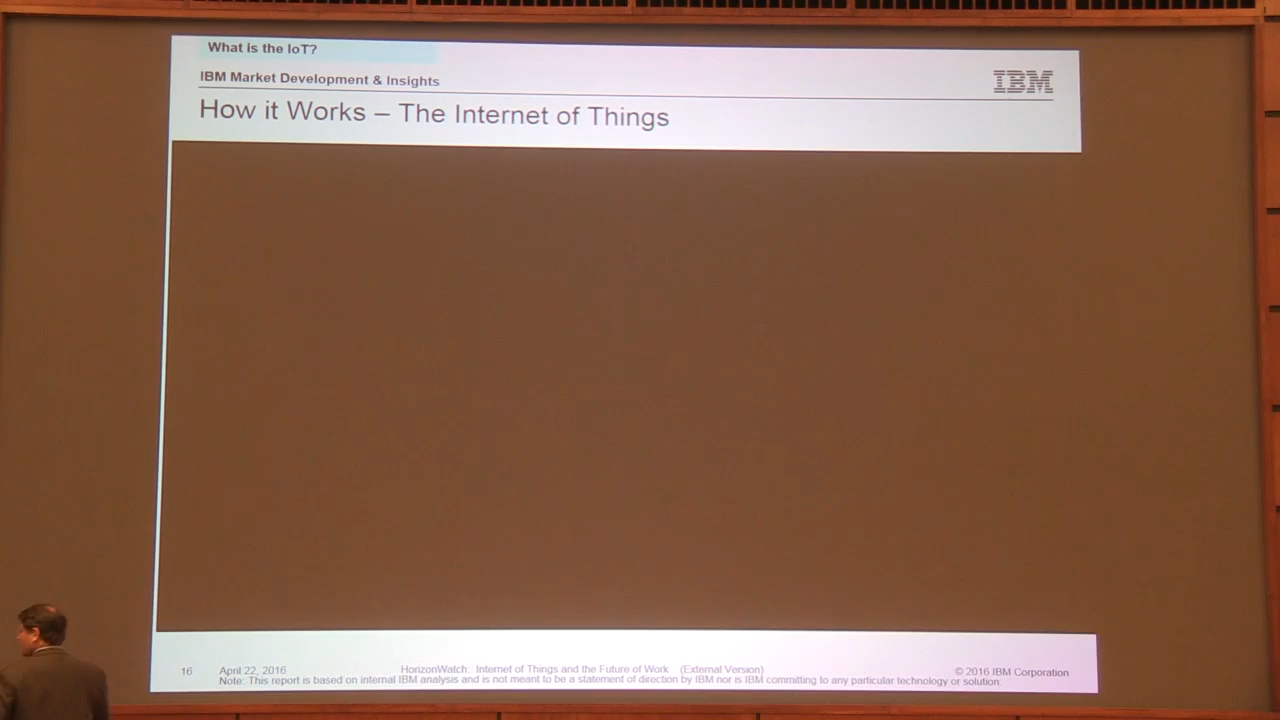 What is the IoT?
IBM Market Development & Insights
IBM
How it Works – The Internet of Things
16 April 22, 2016 HorizonWatch: Internet of Things and the Future of Work (External Version) © 2016 IBM Corporation
Note: This report is based on internal IBM analysis and is not meant to be a statement of direction by IBM nor is IBM committing to any particular technology or solution.